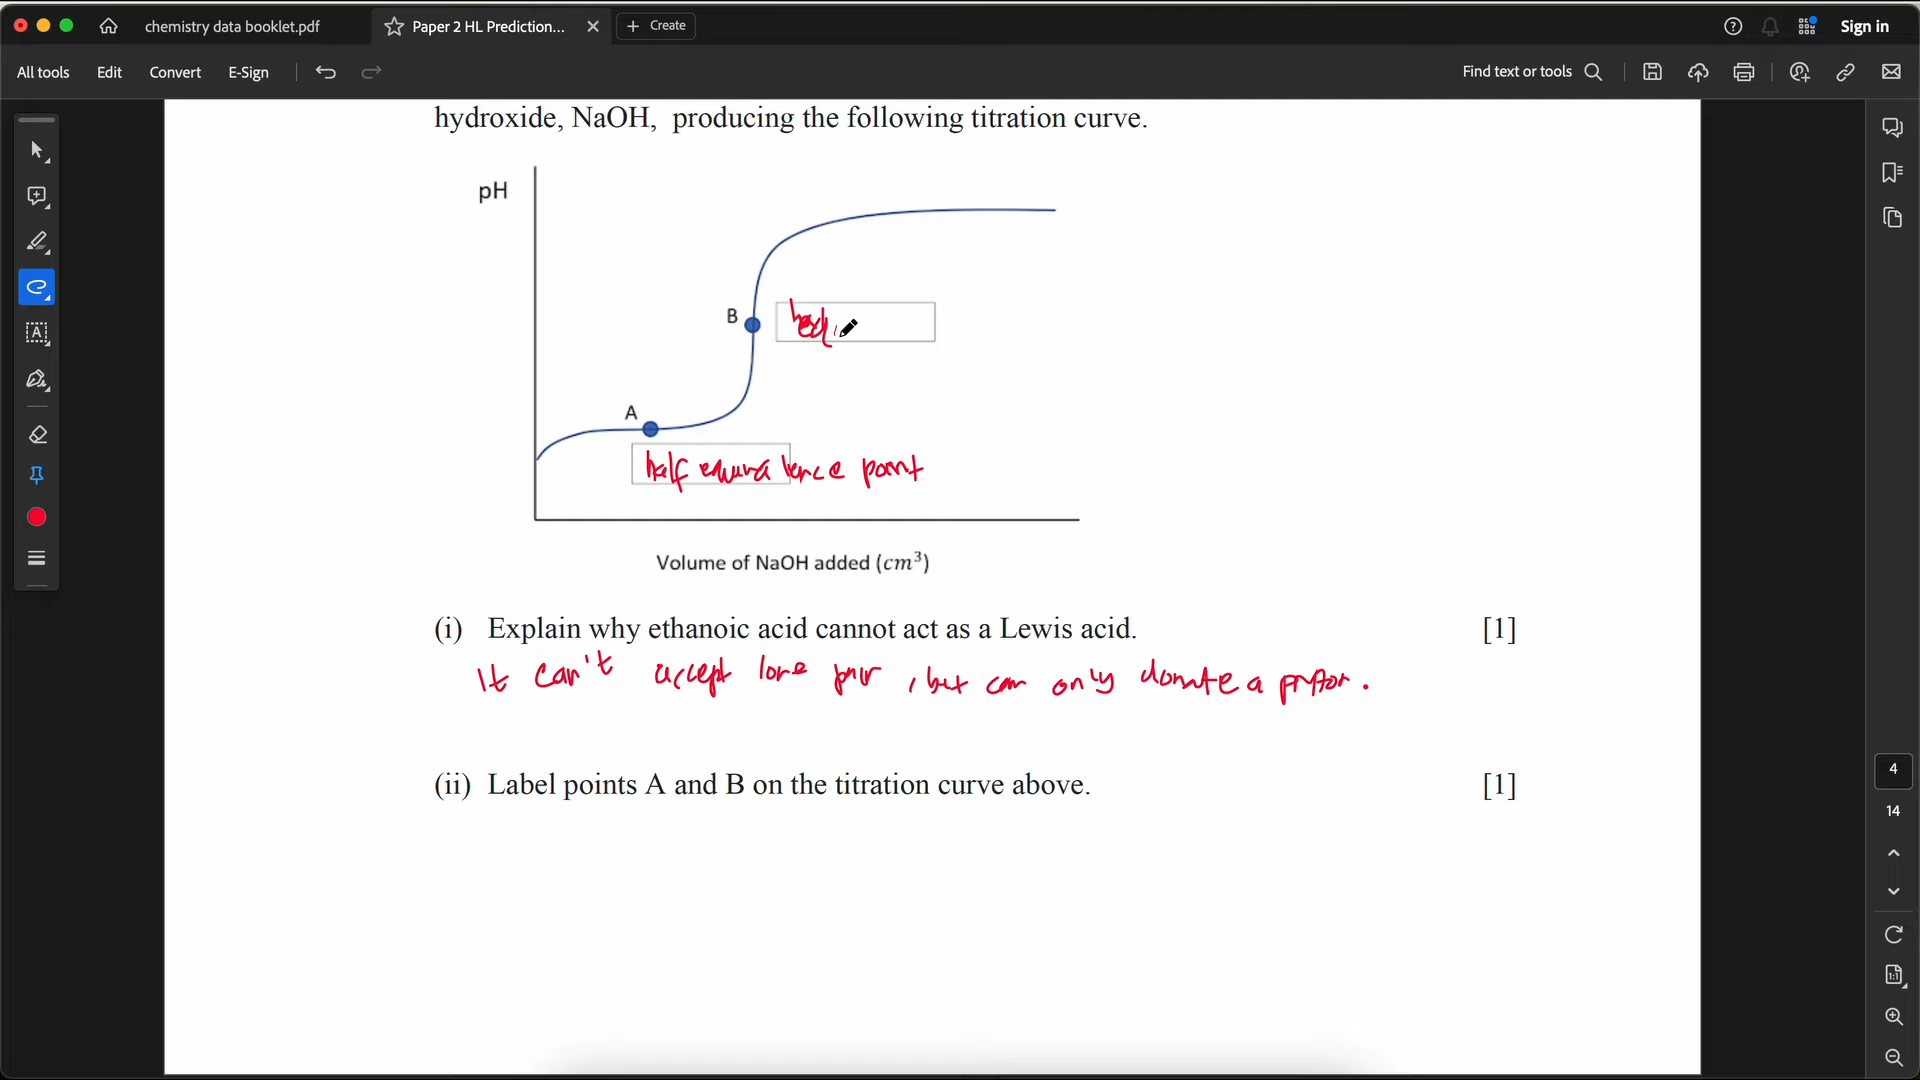 chemistry data booklet.pdf
Paper 2 HL Prediction...
Create
Sign in
All tools
Edit
Convert
E-Sign
Find text or tools
hydroxide, NaOH, producing the following titration curve.
pH
B
A
half equivalence point
Volume of NaOH added (cm³)
(i) Explain why ethanoic acid cannot act as a Lewis acid. [1]
It can't accept lone pair, but can only donate a proton.
(ii) Label points A and B on the titration curve above. [1]
4
14